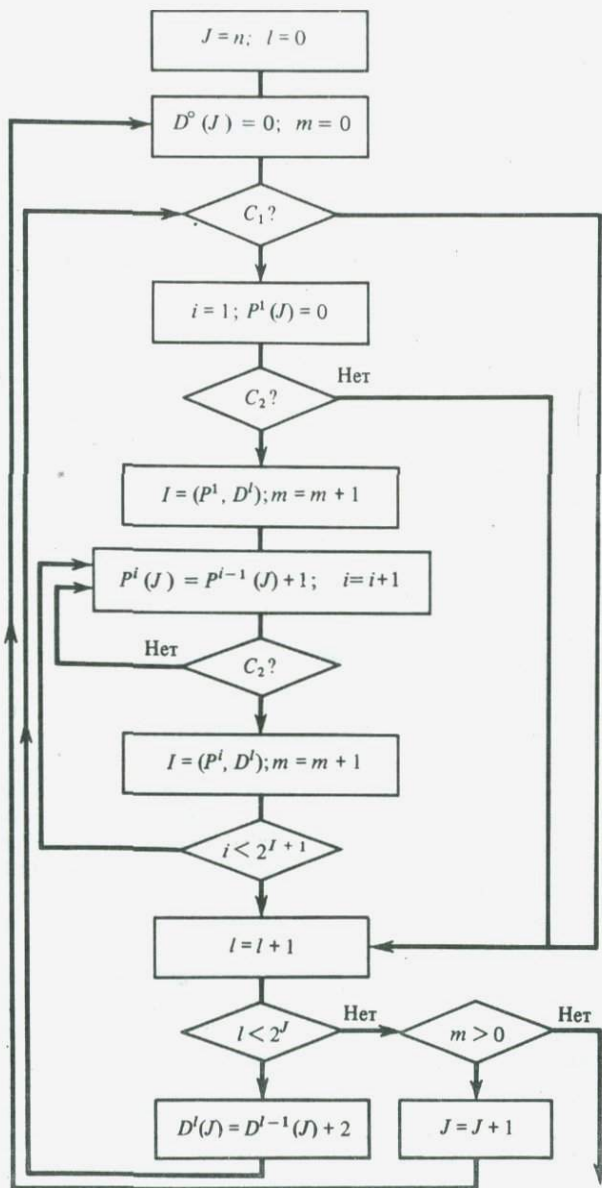 J = n; l = 0
D° (J) = 0; m = 0
C₁?
i = 1; P¹(J) = 0
Нет
C₂?
I = (P¹, Dˡ); m = m + 1
Pⁱ (J) = Pⁱ⁻¹ (J) + 1; i = i + 1
Нет
C₂?
I = (Pⁱ, Dˡ); m = m + 1
i < 2ᴵ ⁺ ¹
l = l + 1
Нет
Нет
l < 2ᴶ
m > 0
Dˡ(J) = Dˡ⁻¹(J) + 2
J = J + 1